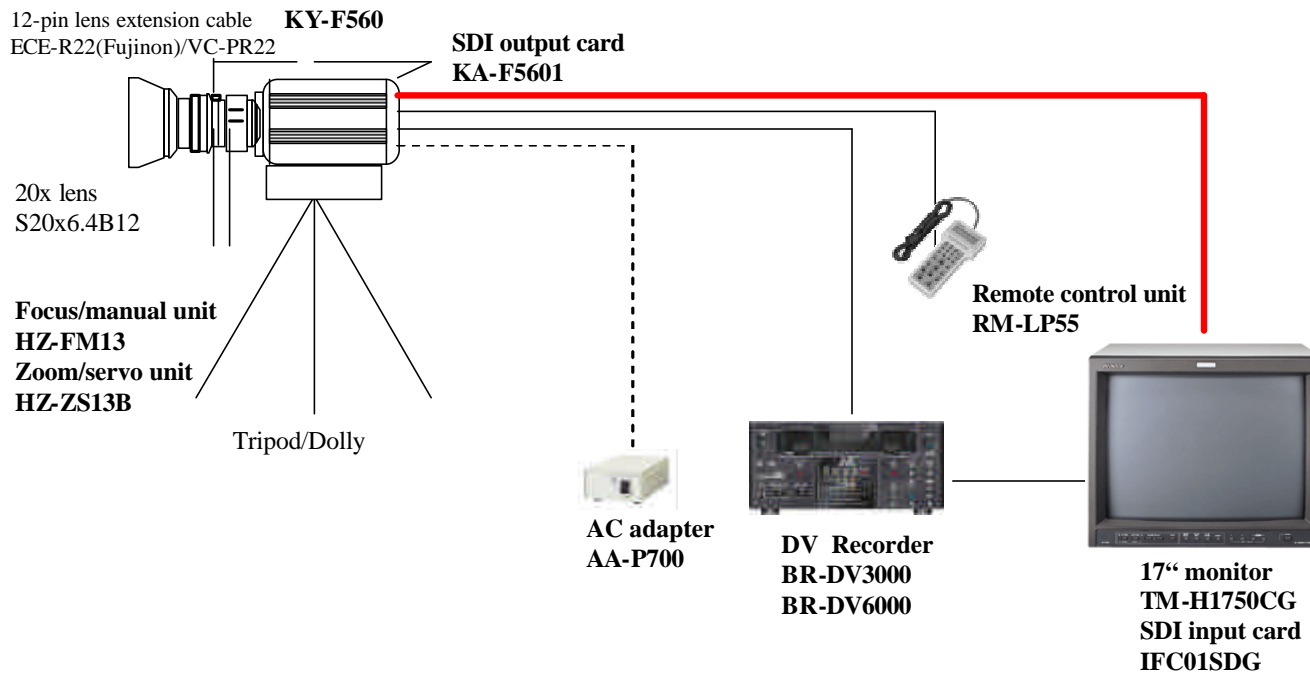 12-pin lens extension cable
ECE-R22(Fujinon)/VC-PR22
KY-F560
SDI output card
KA-F5601
20x lens
S20x6.4B12
Focus/manual unit
HZ-FM13
Zoom/servo unit
HZ-ZS13B
Tripod/Dolly
Remote control unit
RM-LP55
AC adapter
AA-P700
DV Recorder
BR-DV3000
BR-DV6000
17“ monitor
TM-H1750CG
SDI input card
IFC01SDG